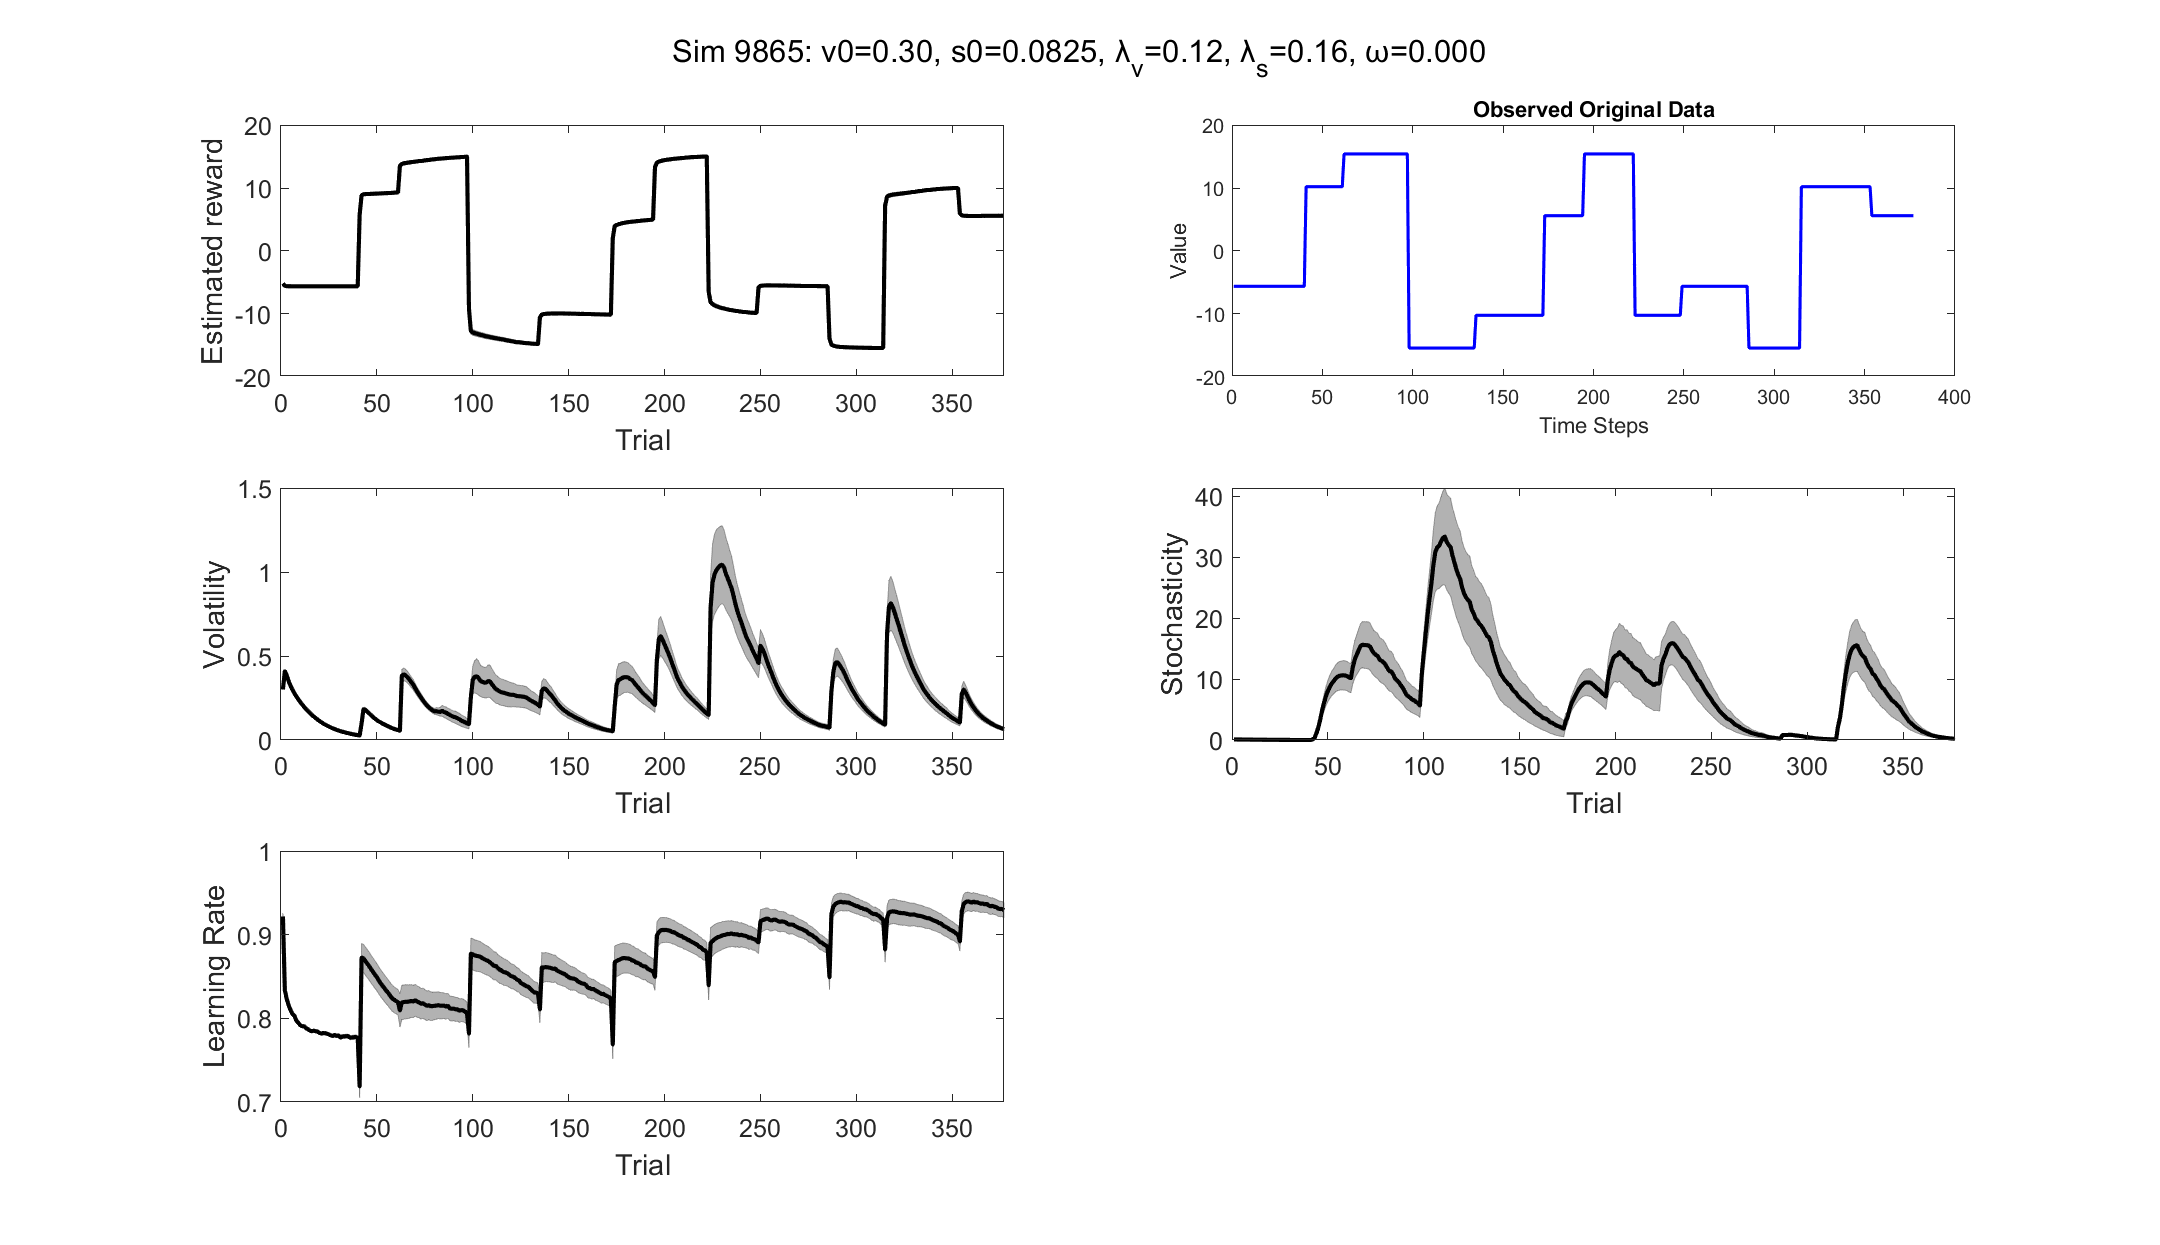 Sim 9865: v0=0.30, s0=0.0825, λv=0.12, λs=0.16, ω=0.000
Estimated reward
20
10
0
-10
-20
0 50 100 150 200 250 300 350
Trial
Observed Original Data
Value
20
10
0
-10
-20
0 50 100 150 200 250 300 350 400
Time Steps
Volatility
1.5
1
0.5
0
0 50 100 150 200 250 300 350
Trial
Stochasticity
40
30
20
10
0
0 50 100 150 200 250 300 350
Trial
Learning Rate
1
0.9
0.8
0.7
0 50 100 150 200 250 300 350
Trial